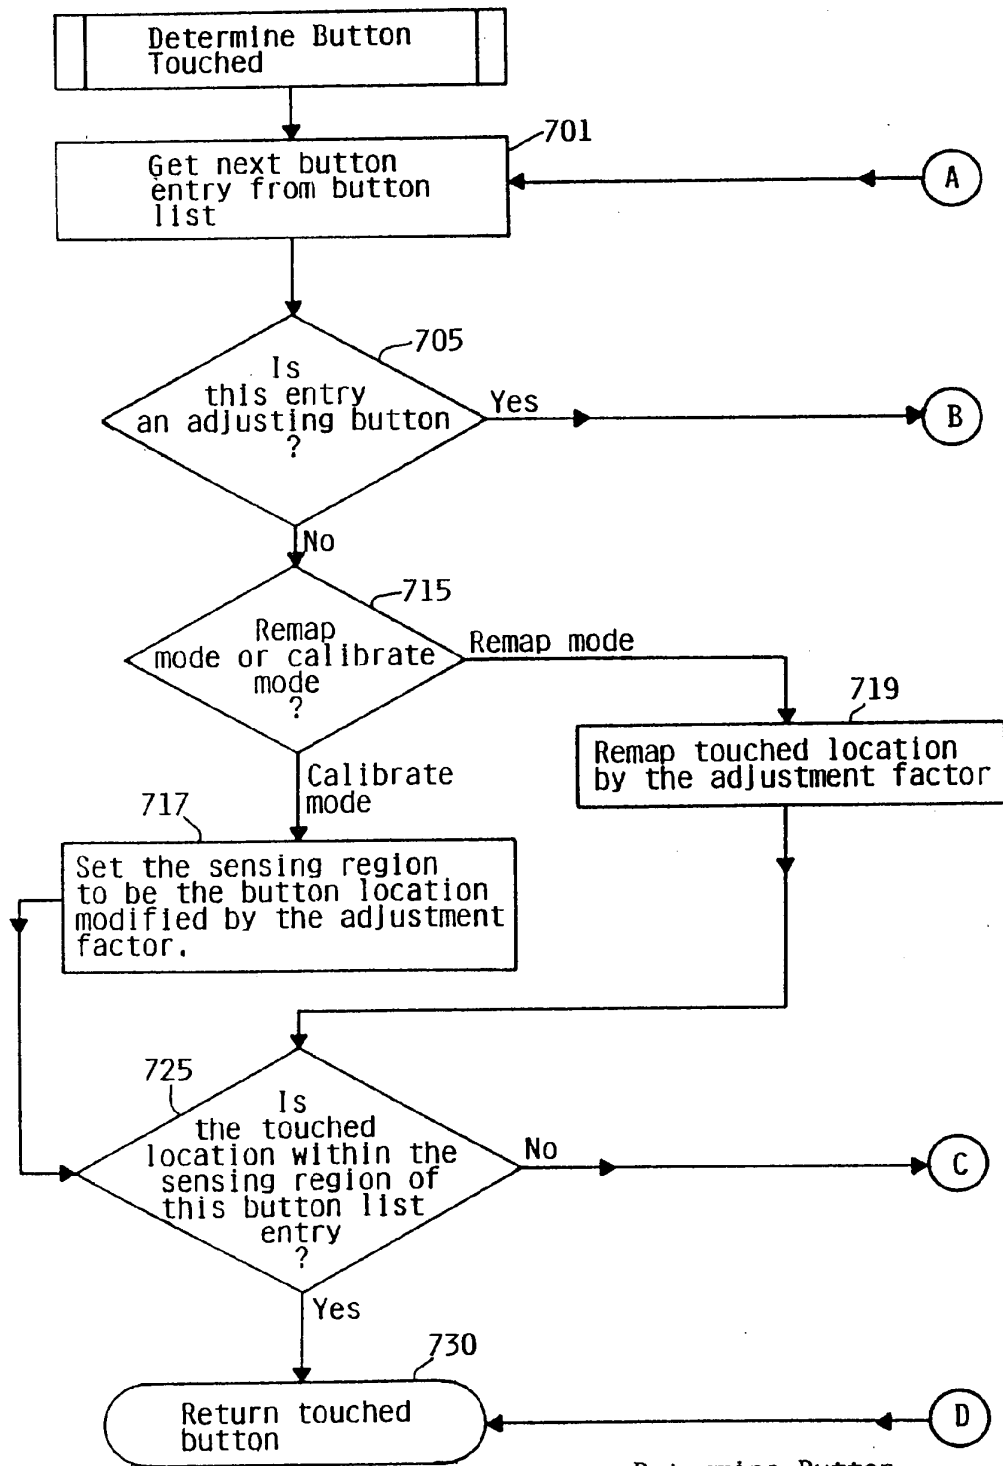 Determine Button
Touched
701
Get next button
entry from button
list
A
705
Is
this entry
an adjusting button
?
Yes
B
No
715
Remap
mode or calibrate
mode
?
Remap mode
719
Remap touched location
by the adjustment factor
Calibrate
mode
717
Set the sensing region
to be the button location
modified by the adjustment
factor.
725
Is
the touched
location within the
sensing region of
this button list
entry
?
No
C
Yes
730
Return touched
button
D
Determine Button